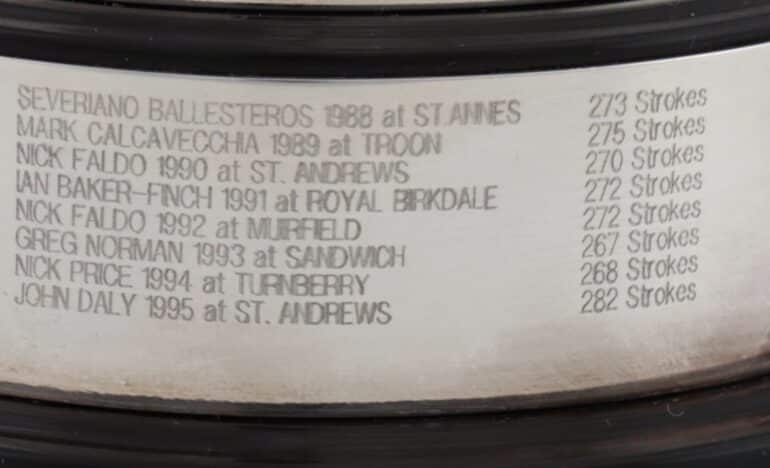 SEVERIANO BALLESTEROS 1988 at ST.ANNES 273 Strokes
MARK CALCAVECCHIA 1989 at TROON 275 Strokes
NICK FALDO 1990 at ST. ANDREWS 270 Strokes
IAN BAKER-FINCH 1991 at ROYAL BIRKDALE 272 Strokes
NICK FALDO 1992 at MUIRFIELD 272 Strokes
GREG NORMAN 1993 at SANDWICH 267 Strokes
NICK PRICE 1994 at TURNBERRY 268 Strokes
JOHN DALY 1995 at ST. ANDREWS 282 Strokes